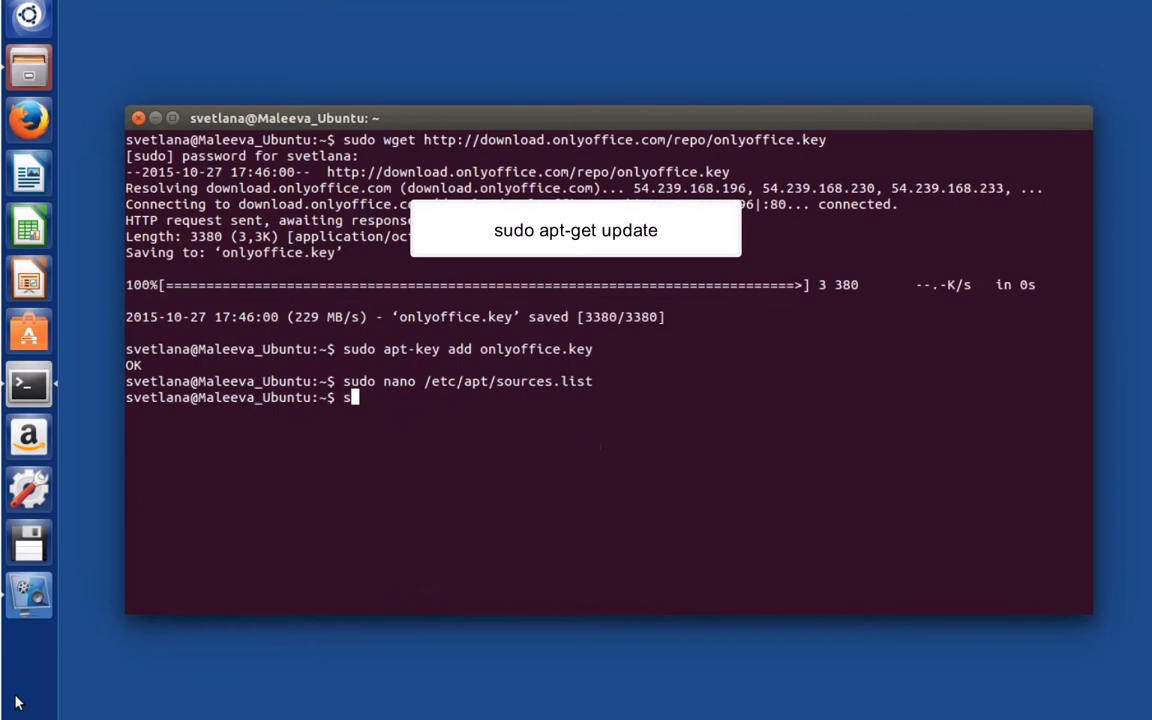 svetlana@Maleeva_Ubuntu: ~
svetlana@Maleeva_Ubuntu:~$ sudo wget http://download.onlyoffice.com/repo/onlyoffice.key
[sudo] password for svetlana:
--2015-10-27 17:46:00--  http://download.onlyoffice.com/repo/onlyoffice.key
Resolving download.onlyoffice.com (download.onlyoffice.com)... 54.239.168.196, 54.239.168.230, 54.239.168.233, ...
Connecting to download.onlyoffice.co 96|:80... connected.
HTTP request sent, awaiting response
Length: 3380 (3,3K) [application/oct
sudo apt-get update
Saving to: ‘onlyoffice.key’
100%[==============================================================================>] 3 380       --.-K/s   in 0s
2015-10-27 17:46:00 (229 MB/s) - ‘onlyoffice.key’ saved [3380/3380]
svetlana@Maleeva_Ubuntu:~$ sudo apt-key add onlyoffice.key
OK
svetlana@Maleeva_Ubuntu:~$ sudo nano /etc/apt/sources.list
svetlana@Maleeva_Ubuntu:~$ s